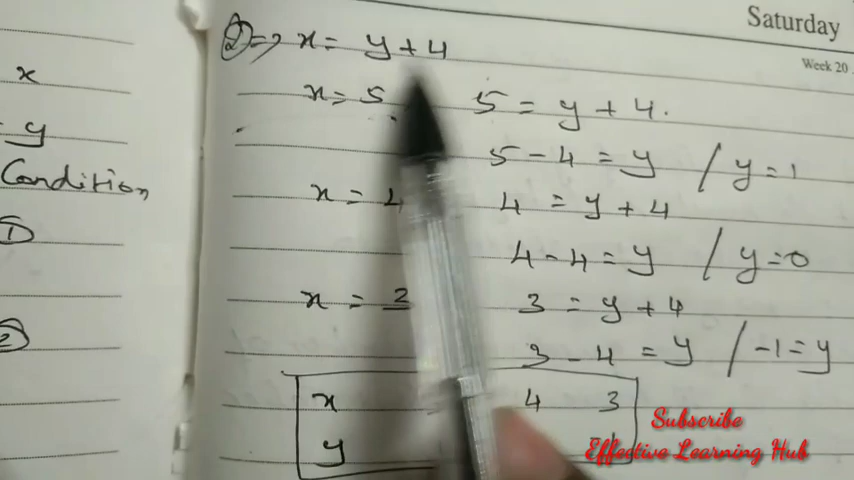 x
y
Condition
①
②
Saturday
Week 20
② => x = y + 4
x = 5 5 = y + 4.
5 - 4 = y / y = 1
x = 4 4 = y + 4
4 - 4 = y / y = 0
x = 3 3 = y + 4
3 - 4 = y / -1 = y
x 4 3
y
Subscribe
Effective Learning Hub